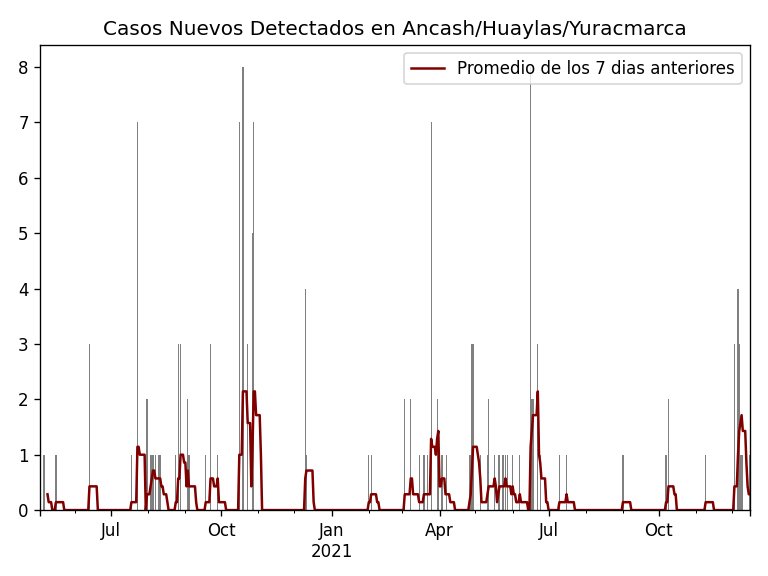 Casos Nuevos Detectados en Ancash/Huaylas/Yuracmarca
Promedio de los 7 dias anteriores
8
7
6
5
4
3
2
1
0
Jul
Oct
Jan
2021
Apr
Jul
Oct